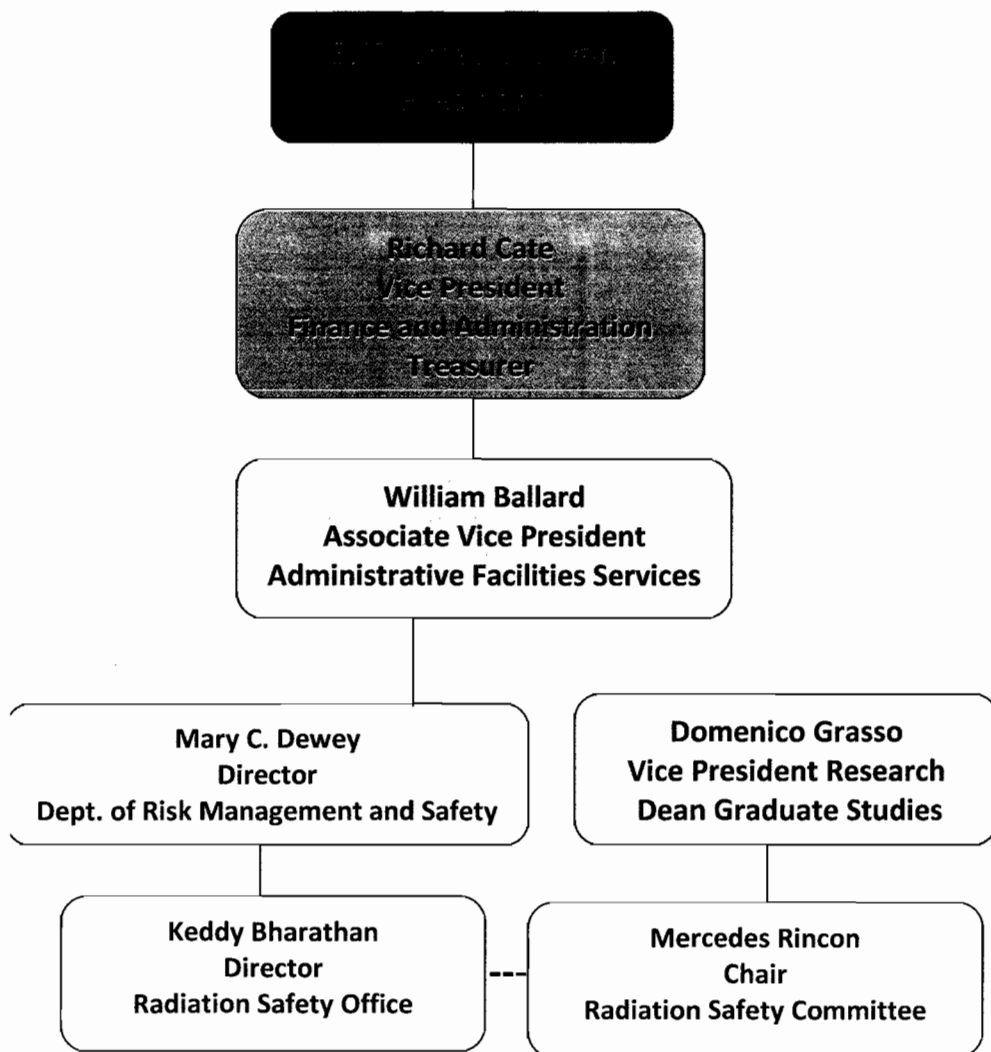 Richard Cate
Vice President
Finance and Administration
Treasurer
William Ballard
Associate Vice President
Administrative Facilities Services
Mary C. Dewey
Director
Dept. of Risk Management and Safety
Domenico Grasso
Vice President Research
Dean Graduate Studies
Keddy Bharathan
Director
Radiation Safety Office
Mercedes Rincon
Chair
Radiation Safety Committee